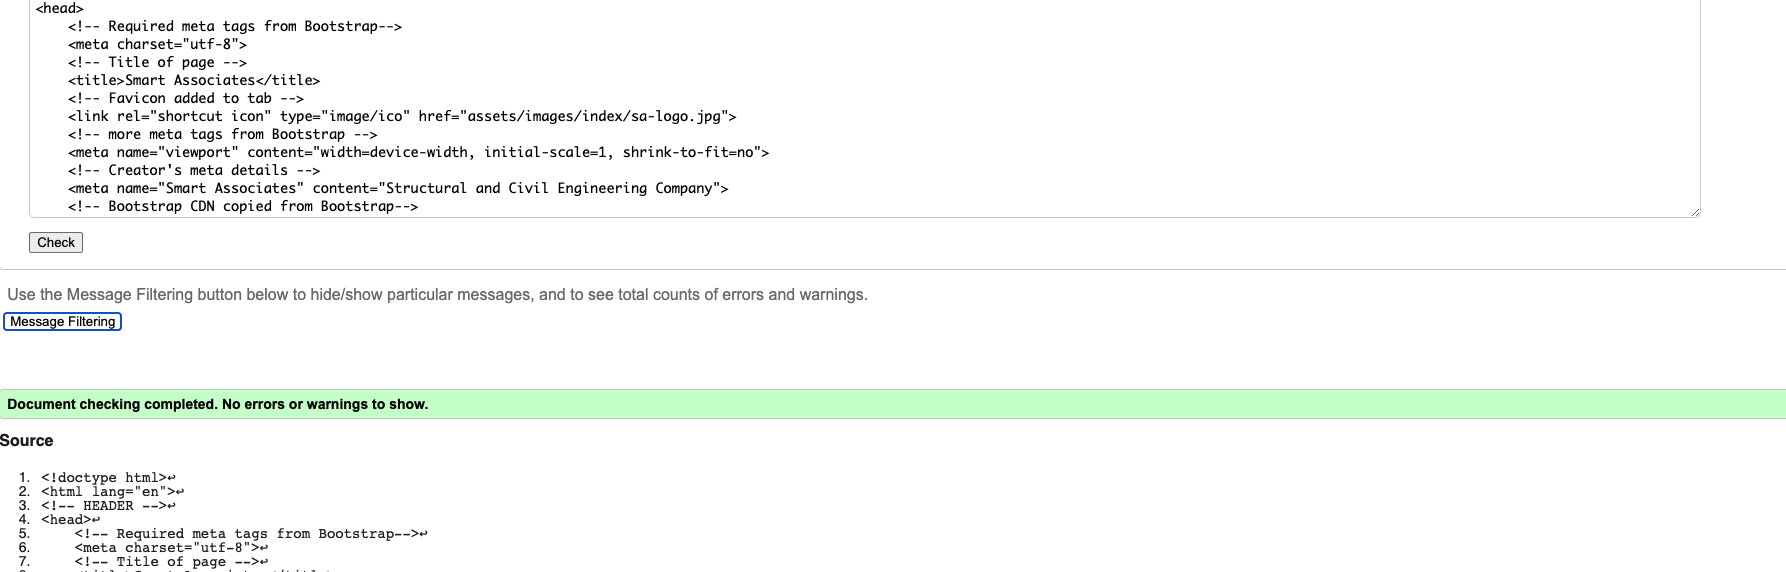 <head>
<!-- Required meta tags from Bootstrap-->
<meta charset="utf-8">
<!-- Title of page -->
<title>Smart Associates</title>
<!-- Favicon added to tab -->
<link rel="shortcut icon" type="image/ico" href="assets/images/index/sa-logo.jpg">
<!-- more meta tags from Bootstrap -->
<meta name="viewport" content="width=device-width, initial-scale=1, shrink-to-fit=no">
<!-- Creator's meta details -->
<meta name="Smart Associates" content="Structural and Civil Engineering Company">
<!-- Bootstrap CDN copied from Bootstrap-->
Check
Use the Message Filtering button below to hide/show particular messages, and to see total counts of errors and warnings.
Message Filtering
Document checking completed. No errors or warnings to show.
Source
1. <!doctype html>↩
2. <html lang="en">↩
3. <!-- HEADER -->↩
4. <head>↩
5. <!-- Required meta tags from Bootstrap-->↩
6. <meta charset="utf-8">↩
7. <!-- Title of page -->↩